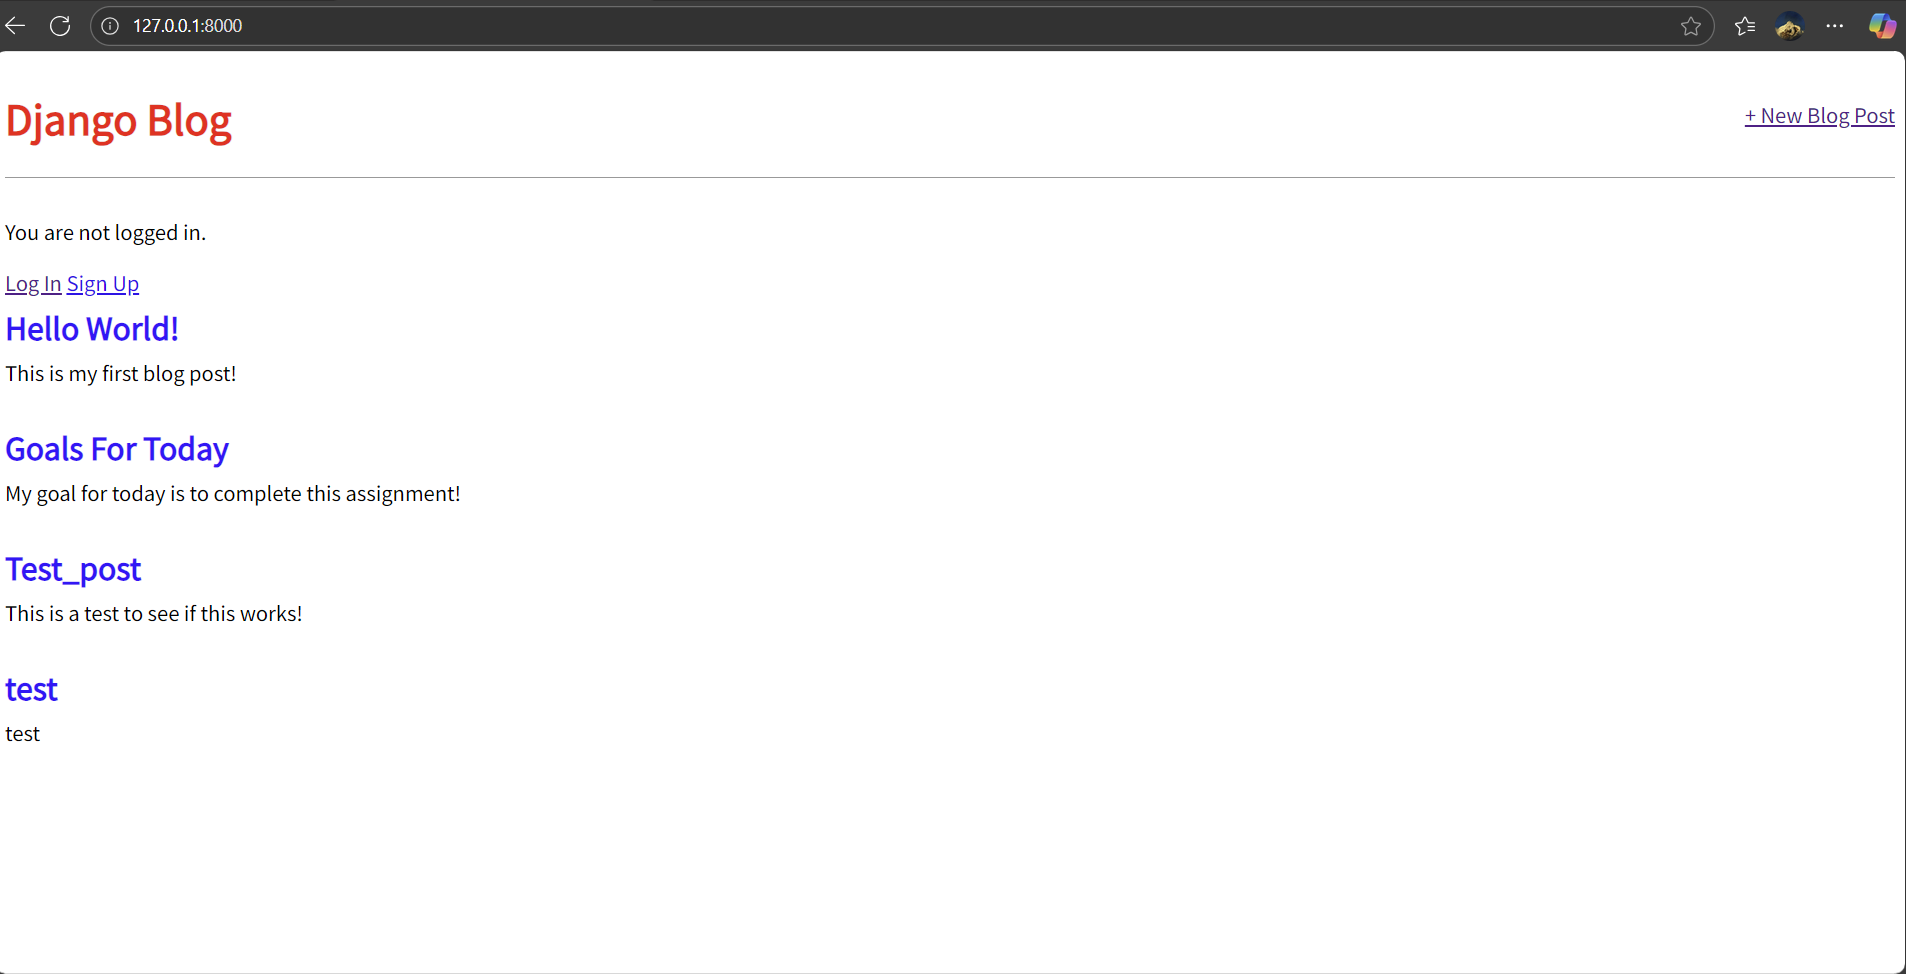 127.0.0.1:8000
Django Blog
+ New Blog Post
You are not logged in.
Log In Sign Up
Hello World!
This is my first blog post!
Goals For Today
My goal for today is to complete this assignment!
Test_post
This is a test to see if this works!
test
test